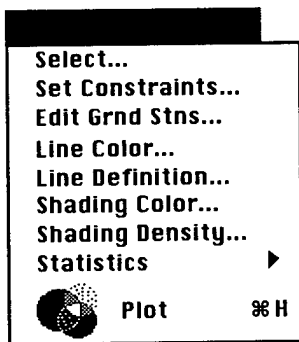 Select...
Set Constraints...
Edit Grnd Stns...
Line Color...
Line Definition...
Shading Color...
Shading Density...
Statistics ▶
Plot ⌘H